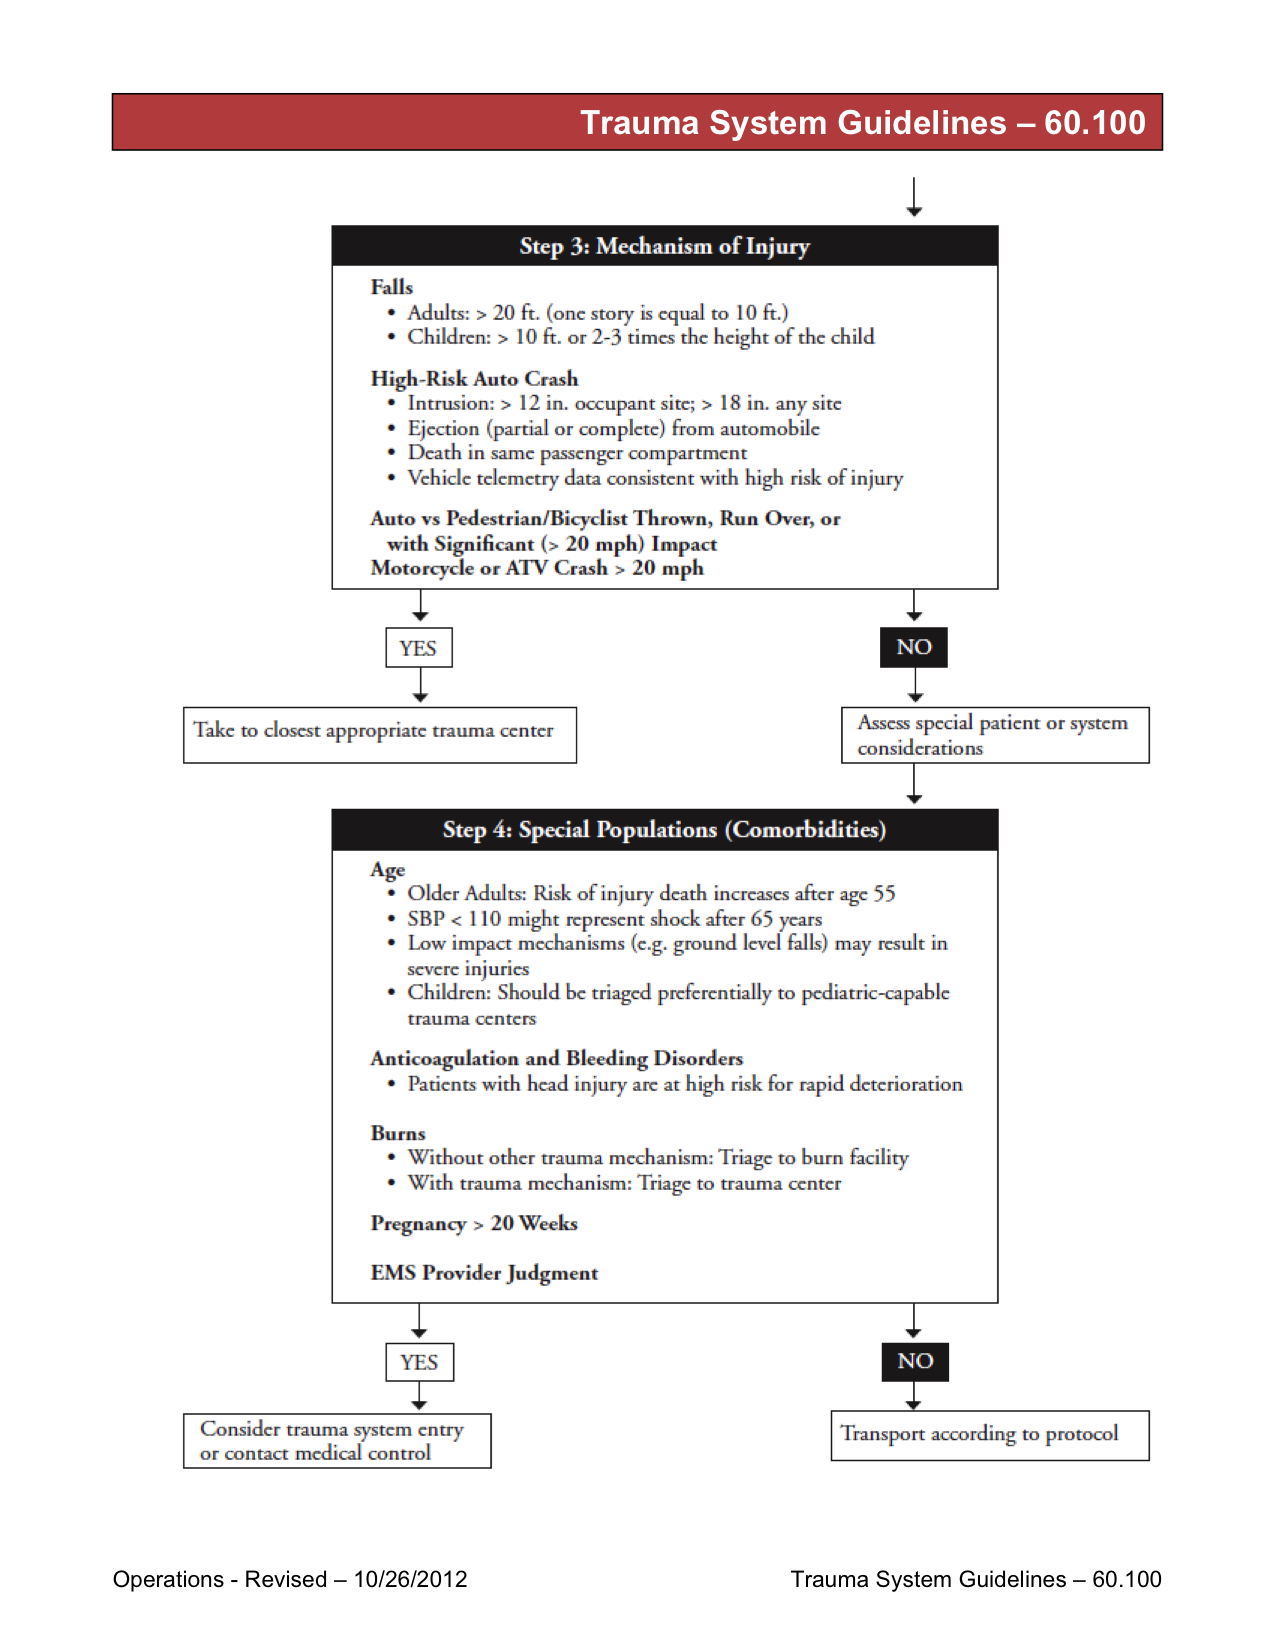 Trauma System Guidelines – 60.100
Step 3: Mechanism of Injury
Falls
• Adults: > 20 ft. (one story is equal to 10 ft.)
• Children: > 10 ft. or 2-3 times the height of the child
High-Risk Auto Crash
• Intrusion: > 12 in. occupant site; > 18 in. any site
• Ejection (partial or complete) from automobile
• Death in same passenger compartment
• Vehicle telemetry data consistent with high risk of injury
Auto vs Pedestrian/Bicyclist Thrown, Run Over, or
with Significant (> 20 mph) Impact
Motorcycle or ATV Crash > 20 mph
YES
NO
Take to closest appropriate trauma center
Assess special patient or system
considerations
Step 4: Special Populations (Comorbidities)
Age
• Older Adults: Risk of injury death increases after age 55
• SBP < 110 might represent shock after 65 years
• Low impact mechanisms (e.g. ground level falls) may result in
severe injuries
• Children: Should be triaged preferentially to pediatric-capable
trauma centers
Anticoagulation and Bleeding Disorders
• Patients with head injury are at high risk for rapid deterioration
Burns
• Without other trauma mechanism: Triage to burn facility
• With trauma mechanism: Triage to trauma center
Pregnancy > 20 Weeks
EMS Provider Judgment
YES
NO
Consider trauma system entry
or contact medical control
Transport according to protocol
Operations - Revised – 10/26/2012
Trauma System Guidelines – 60.100